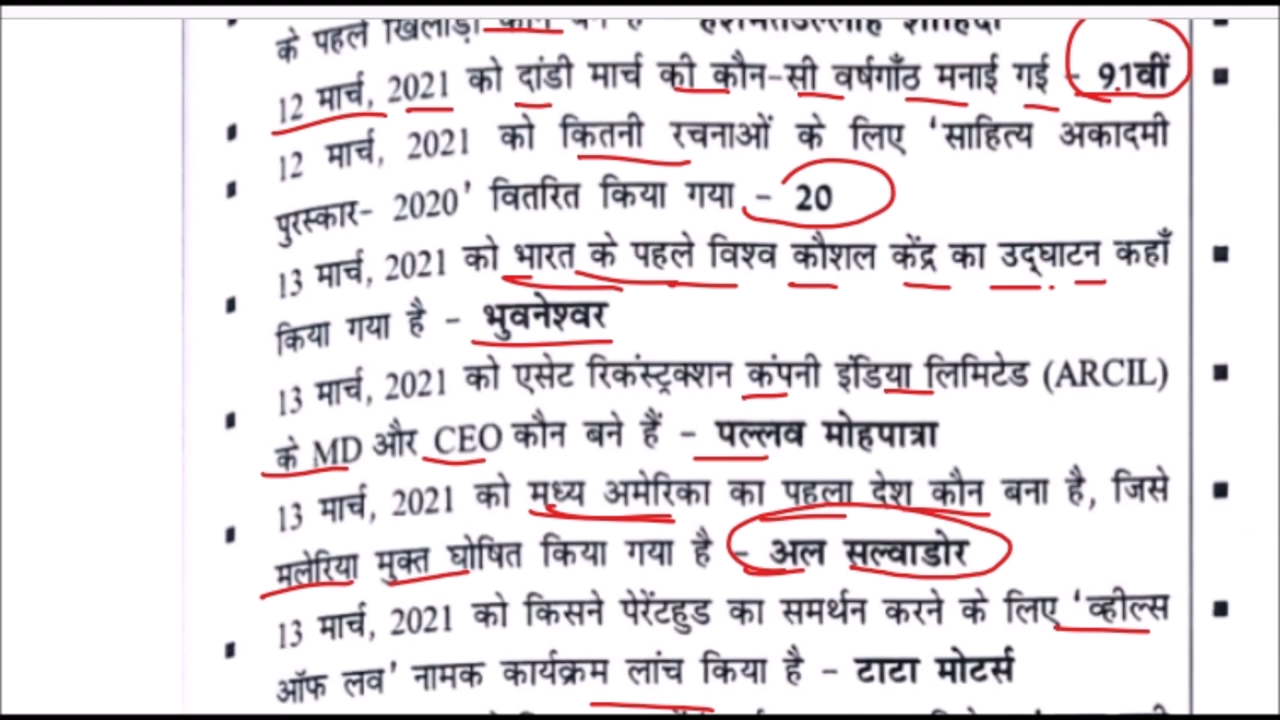 के पहले खिलाड़ी कौन बने हैं हशमतउल्लाह शाहिदी
12 मार्च, 2021 को दांडी मार्च की कौन-सी वर्षगाँठ मनाई गई - 91वीं
12 मार्च, 2021 को कितनी रचनाओं के लिए 'साहित्य अकादमी
पुरस्कार- 2020' वितरित किया गया - 20
13 मार्च, 2021 को भारत के पहले विश्व कौशल केंद्र का उद्घाटन कहाँ
किया गया है - भुवनेश्वर
13 मार्च, 2021 को एसेट रिकंस्ट्रक्शन कंपनी इंडिया लिमिटेड (ARCIL)
के MD और CEO कौन बने हैं - पल्लव मोहपात्रा
13 मार्च, 2021 को मध्य अमेरिका का पहला देश कौन बना है, जिसे
मलेरिया मुक्त घोषित किया गया है - अल सल्वाडोर
13 मार्च, 2021 को किसने पेरेंटहुड का समर्थन करने के लिए 'व्हील्स
ऑफ लव' नामक कार्यक्रम लांच किया है - टाटा मोटर्स